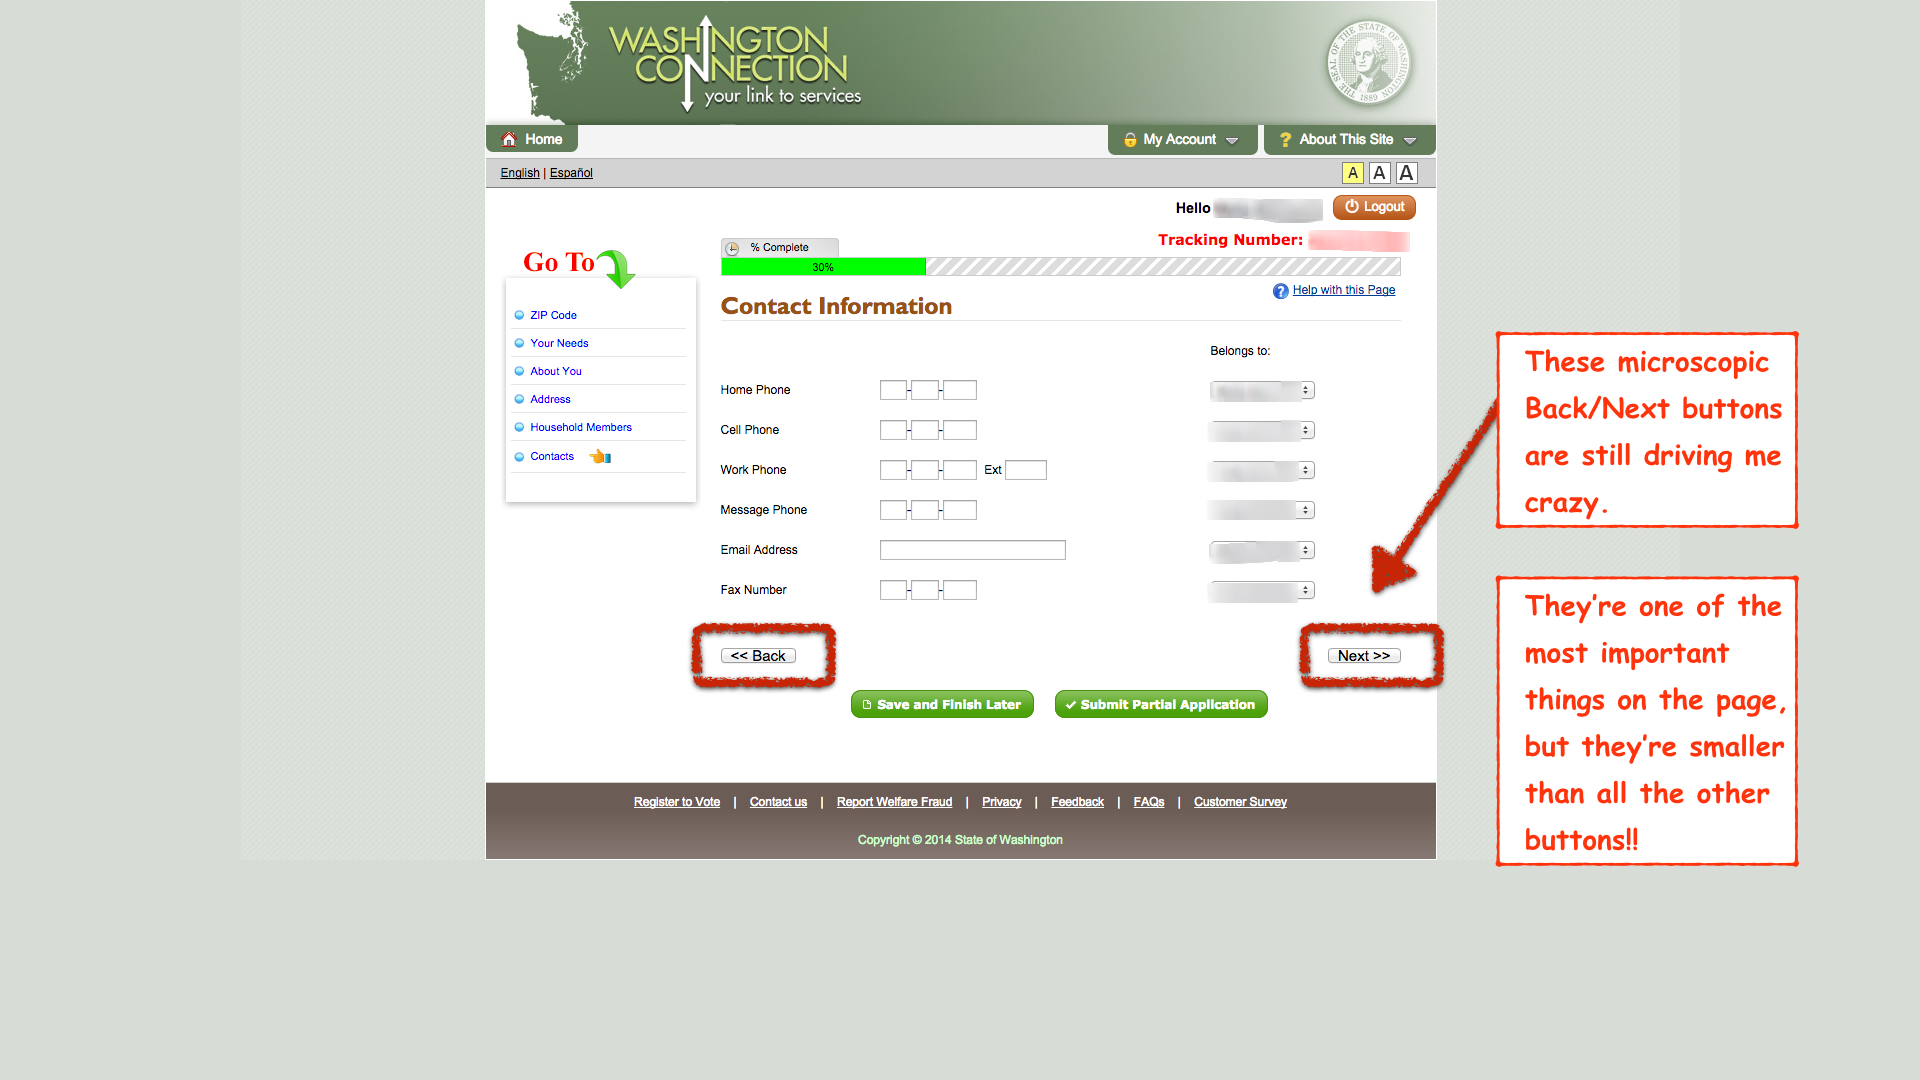 WASHINGTON
CONNECTION
your link to services
THE SEAL OF THE STATE OF WASHINGTON
1889
Home
My Account
? About This Site
English | Español
A A A
Hello
Logout
Tracking Number:
% Complete
30%
? Help with this Page
Go To
ZIP Code
Your Needs
About You
Address
Household Members
Contacts
Contact Information
Belongs to:
Home Phone - -
Cell Phone - -
Work Phone - - Ext
Message Phone - -
Email Address
Fax Number - -
<< Back
Next >>
Save and Finish Later
Submit Partial Application
Register to Vote | Contact us | Report Welfare Fraud | Privacy | Feedback | FAQs | Customer Survey
Copyright © 2014 State of Washington
These microscopic
Back/Next buttons
are still driving me
crazy.
They're one of the
most important
things on the page,
but they're smaller
than all the other
buttons!!